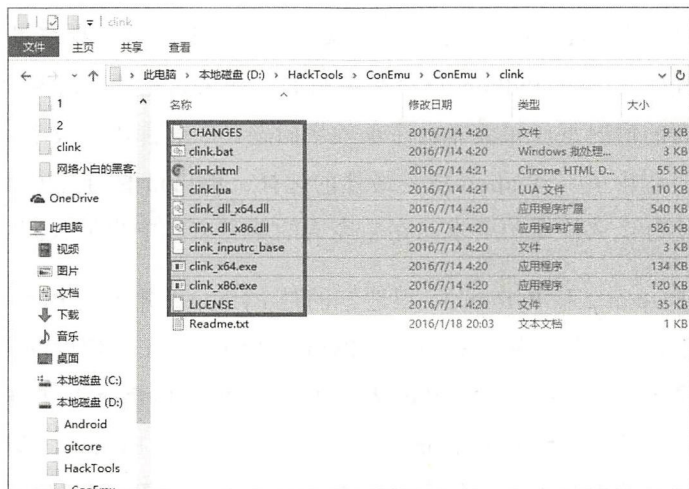 clink
文件 主页 共享 查看
此电脑 › 本地磁盘 (D:) › HackTools › ConEmu › ConEmu › clink
名称 修改日期 类型 大小
CHANGES 2016/7/14 4:20 文件 9 KB
clink.bat 2016/7/14 4:20 Windows 批处理... 3 KB
clink.html 2016/7/14 4:21 Chrome HTML D... 55 KB
clink.lua 2016/7/14 4:21 LUA 文件 110 KB
clink_dll_x64.dll 2016/7/14 4:20 应用程序扩展 540 KB
clink_dll_x86.dll 2016/7/14 4:20 应用程序扩展 526 KB
clink_inputrc_base 2016/7/14 4:20 文件 3 KB
clink_x64.exe 2016/7/14 4:20 应用程序 134 KB
clink_x86.exe 2016/7/14 4:20 应用程序 120 KB
LICENSE 2016/7/14 4:20 文件 35 KB
Readme.txt 2016/1/18 20:03 文本文档 1 KB
1
2
clink
网络小白的黑客
OneDrive
此电脑
视频
图片
文档
下载
音乐
桌面
本地磁盘 (C:)
本地磁盘 (D:)
Android
gitcore
HackTools
ConEmu